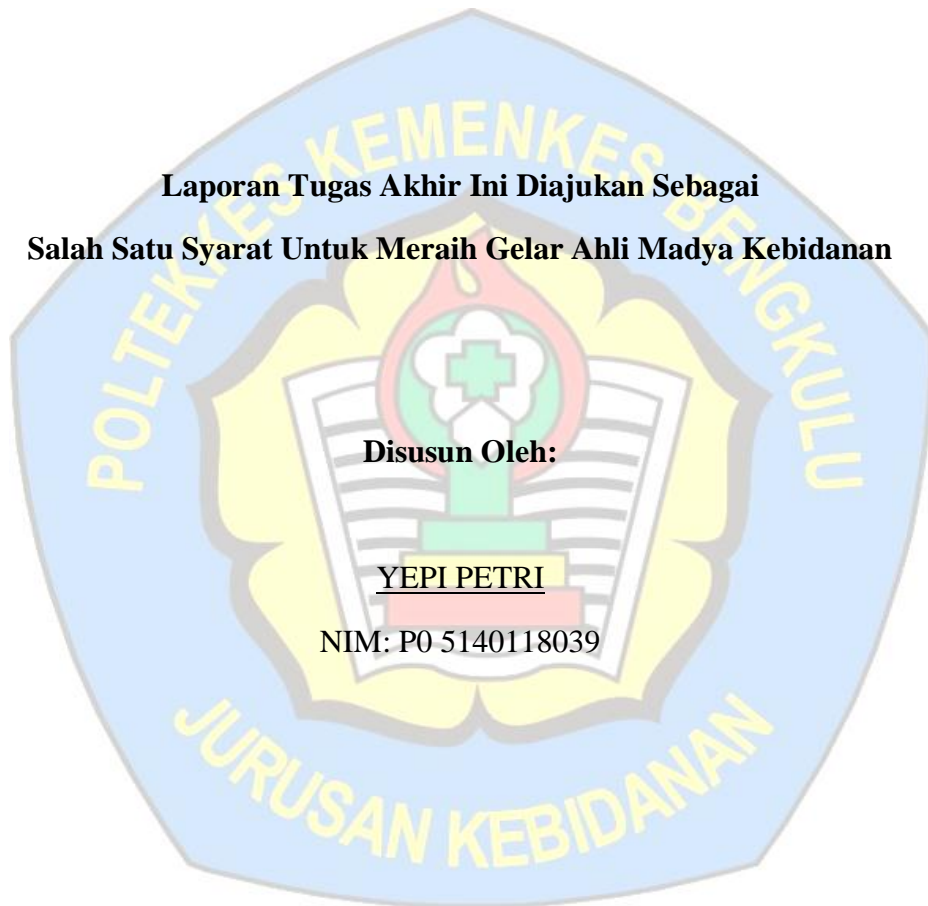 POLTEKKES KEMENKES BENGKULU
Laporan Tugas Akhir Ini Diajukan Sebagai
Salah Satu Syarat Untuk Meraih Gelar Ahli Madya Kebidanan
Disusun Oleh:
YEPI PETRI
NIM: P0 5140118039
JURUSAN KEBIDANAN